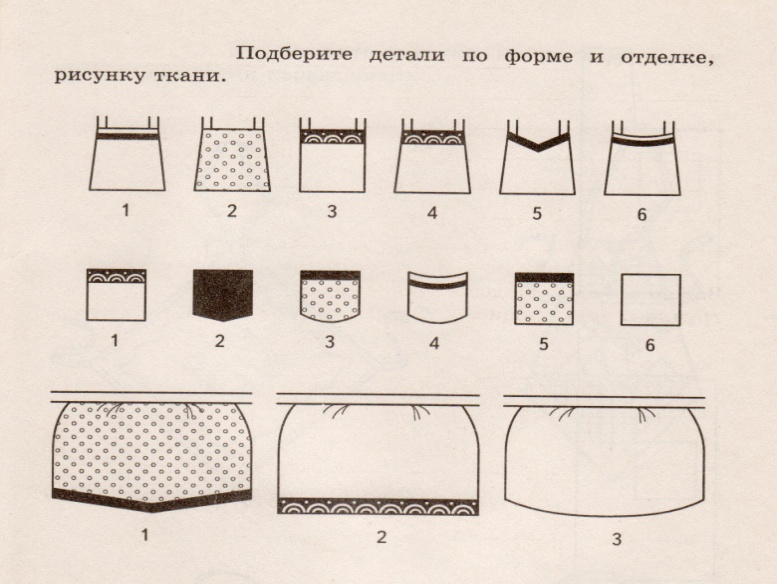 Подберите детали по форме и отделке,
рисунку ткани.
1 2 3 4 5 6
1 2 3 4 5 6
1 2 3